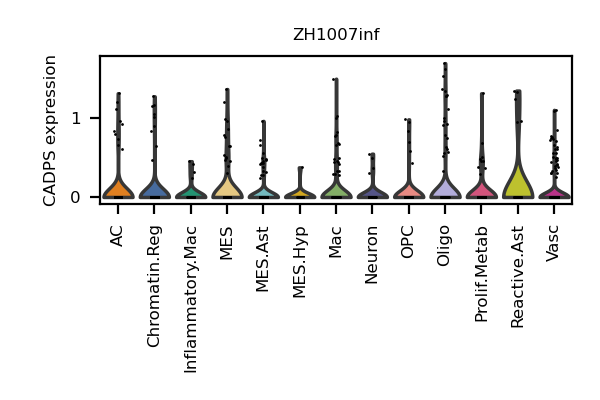 ZH1007inf
CADPS expression
1
0
AC
Chromatin.Reg
Inflammatory.Mac
MES
MES.Ast
MES.Hyp
Mac
Neuron
OPC
Oligo
Prolif.Metab
Reactive.Ast
Vasc